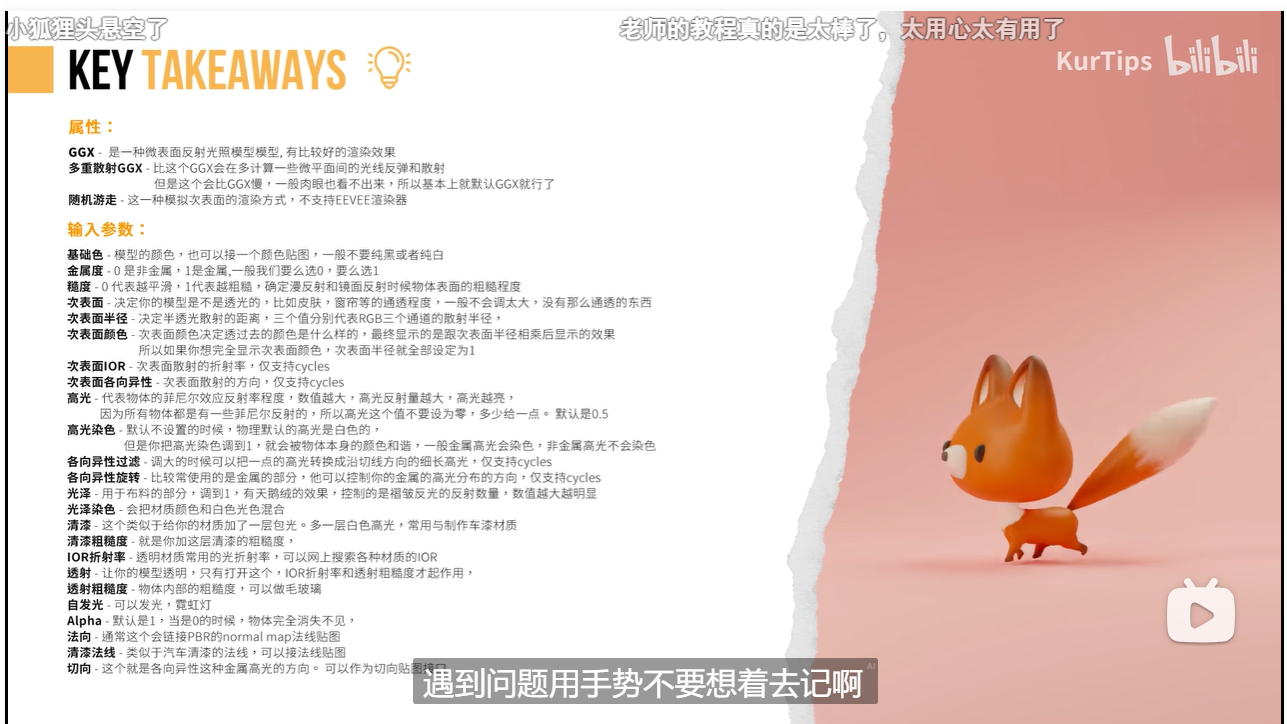 小狐狸头悬空了
老师的教程真的是太棒了，太用心太有用了
KEY TAKEAWAYS
KurTips bilibili
属性：
GGX - 是一种微表面反射光照模型模型, 有比较好的渲染效果
多重散射GGX - 比这个GGX会在多计算一些微平面间的光线反弹和散射
但是这个会比GGX慢，一般肉眼也看不出来，所以基本上就默认GGX就行了
随机游走 - 这一种模拟次表面的渲染方式，不支持EEVEE渲染器
输入参数：
基础色 - 模型的颜色，也可以接一个颜色贴图，一般不要纯黑或者纯白
金属度 - 0 是非金属，1是金属,一般我们要么选0，要么选1
糙度 - 0 代表越平滑，1代表越粗糙，确定漫反射和镜面反射时候物体表面的粗糙程度
次表面 - 决定你的模型是不是透光的，比如皮肤，窗帘等的通透程度，一般不会调太大，没有那么通透的东西
次表面半径 - 决定半透光散射的距离，三个值分别代表RGB三个通道的散射半径，
次表面颜色 - 次表面颜色决定透过去的颜色是什么样的，最终显示的是跟次表面半径相乘后显示的效果
所以如果你想完全显示次表面颜色，次表面半径就全部设定为1
次表面IOR - 次表面散射的折射率，仅支持cycles
次表面各向异性 - 次表面散射的方向，仅支持cycles
高光 - 代表物体的菲尼尔效应反射率程度，数值越大，高光反射量越大，高光越亮，
因为所有物体都是有一些菲尼尔反射的，所以高光这个值不要设为零，多少给一点。 默认是0.5
高光染色 - 默认不设置的时候，物理默认的高光是白色的，
但是你把高光染色调到1，就会被物体本身的颜色和谐，一般金属高光会染色，非金属高光不会染色
各向异性过滤 - 调大的时候可以把一点的高光转换成沿切线方向的细长高光，仅支持cycles
各向异性旋转 - 比较常使用的是金属的部分，他可以控制你的金属的高光分布的方向，仅支持cycles
光泽 - 用于布料的部分，调到1，有天鹅绒的效果，控制的是褶皱反光的反射数量，数值越大越明显
光泽染色 - 会把材质颜色和白色光色混合
清漆 - 这个类似于给你的材质加了一层包光。多一层白色高光，常用与制作车漆材质
清漆粗糙度 - 就是你加这层清漆的粗糙度，
IOR折射率 - 透明材质常用的光折射率，可以网上搜索各种材质的IOR
透射 - 让你的模型透明，只有打开这个，IOR折射率和透射粗糙度才起作用，
透射粗糙度 - 物体内部的粗糙度，可以做毛玻璃
自发光 - 可以发光，霓虹灯
Alpha - 默认是1，当是0的时候，物体完全消失不见，
法向 - 通常这个会链接PBR的normal map法线贴图
清漆法线 - 类似于汽车清漆的法线，可以接法线贴图
切向 - 这个就是各向异性这种金属高光的方向。 可以作为切向贴图接口
AI
遇到问题用手势不要想着去记啊